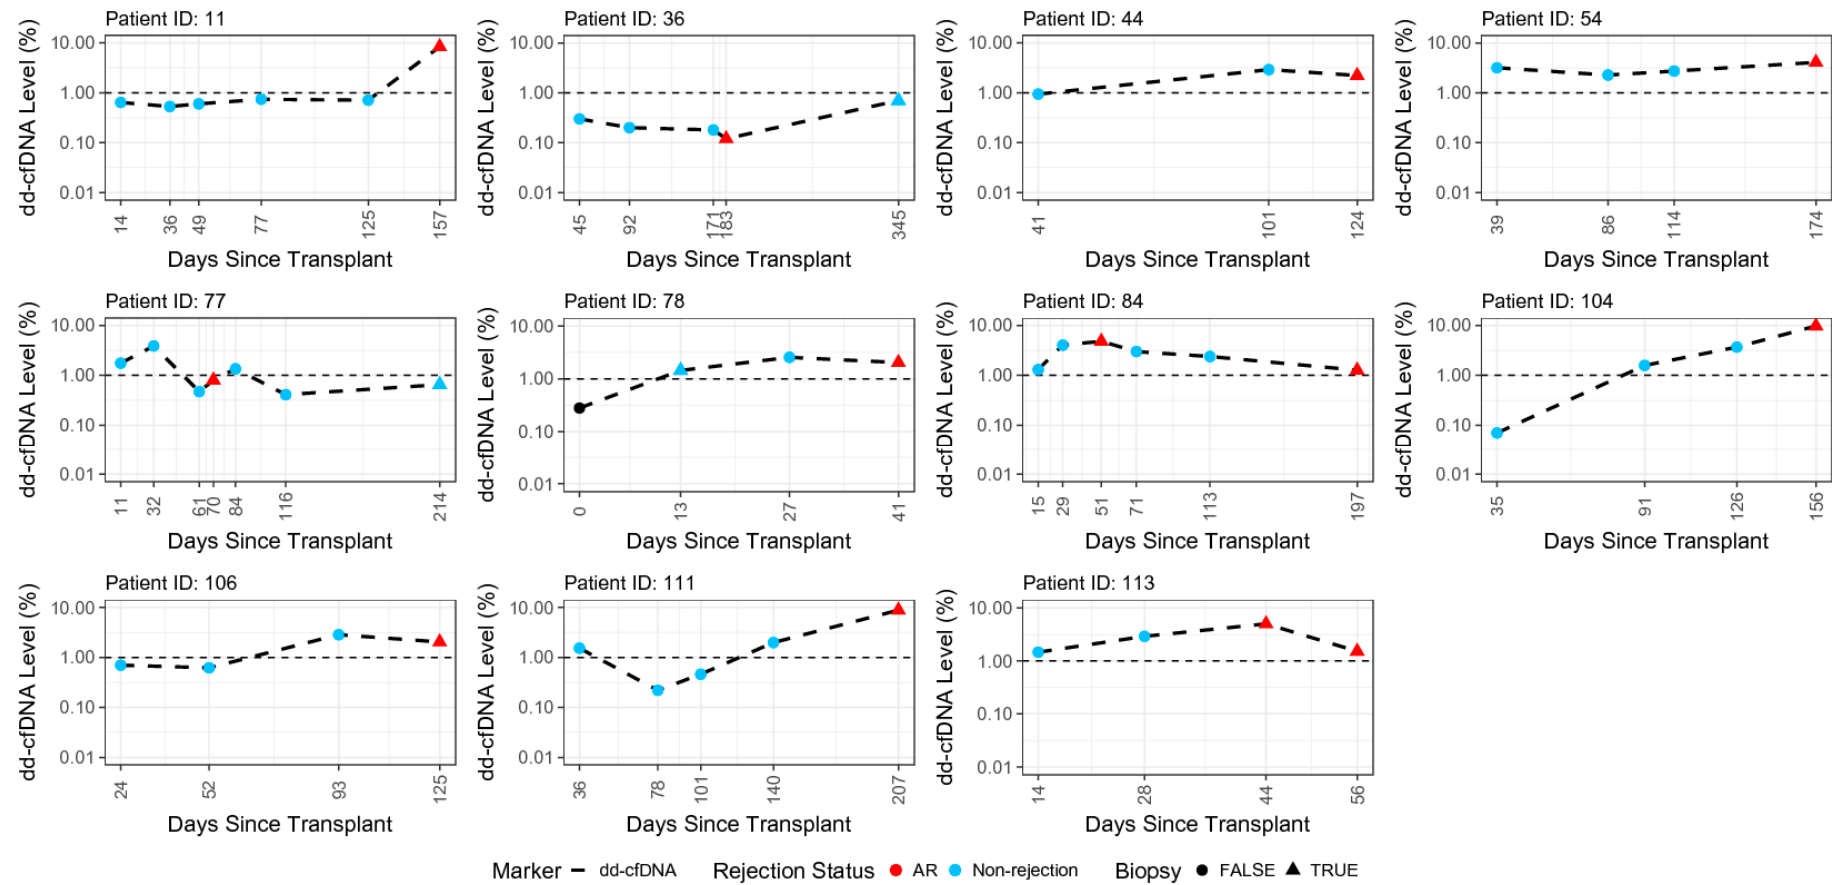 Patient ID: 11
dd-cfDNA Level (%)
10.00
1.00
0.10
0.01
14 36 49 77 125 157
Days Since Transplant
Patient ID: 36
dd-cfDNA Level (%)
10.00
1.00
0.10
0.01
45 92 171 183 345
Days Since Transplant
Patient ID: 44
dd-cfDNA Level (%)
10.00
1.00
0.10
0.01
41 101 124
Days Since Transplant
Patient ID: 54
dd-cfDNA Level (%)
10.00
1.00
0.10
0.01
39 86 114 174
Days Since Transplant
Patient ID: 77
dd-cfDNA Level (%)
10.00
1.00
0.10
0.01
11 32 61 70 84 116 214
Days Since Transplant
Patient ID: 78
dd-cfDNA Level (%)
10.00
1.00
0.10
0.01
0 13 27 41
Days Since Transplant
Patient ID: 84
dd-cfDNA Level (%)
10.00
1.00
0.10
0.01
15 29 51 71 113 197
Days Since Transplant
Patient ID: 104
dd-cfDNA Level (%)
10.00
1.00
0.10
0.01
35 91 126 156
Days Since Transplant
Patient ID: 106
dd-cfDNA Level (%)
10.00
1.00
0.10
0.01
24 52 93 125
Days Since Transplant
Patient ID: 111
dd-cfDNA Level (%)
10.00
1.00
0.10
0.01
36 78 101 140 207
Days Since Transplant
Patient ID: 113
dd-cfDNA Level (%)
10.00
1.00
0.10
0.01
14 28 44 56
Days Since Transplant
Marker dd-cfDNA Rejection Status AR Non-rejection Biopsy FALSE TRUE